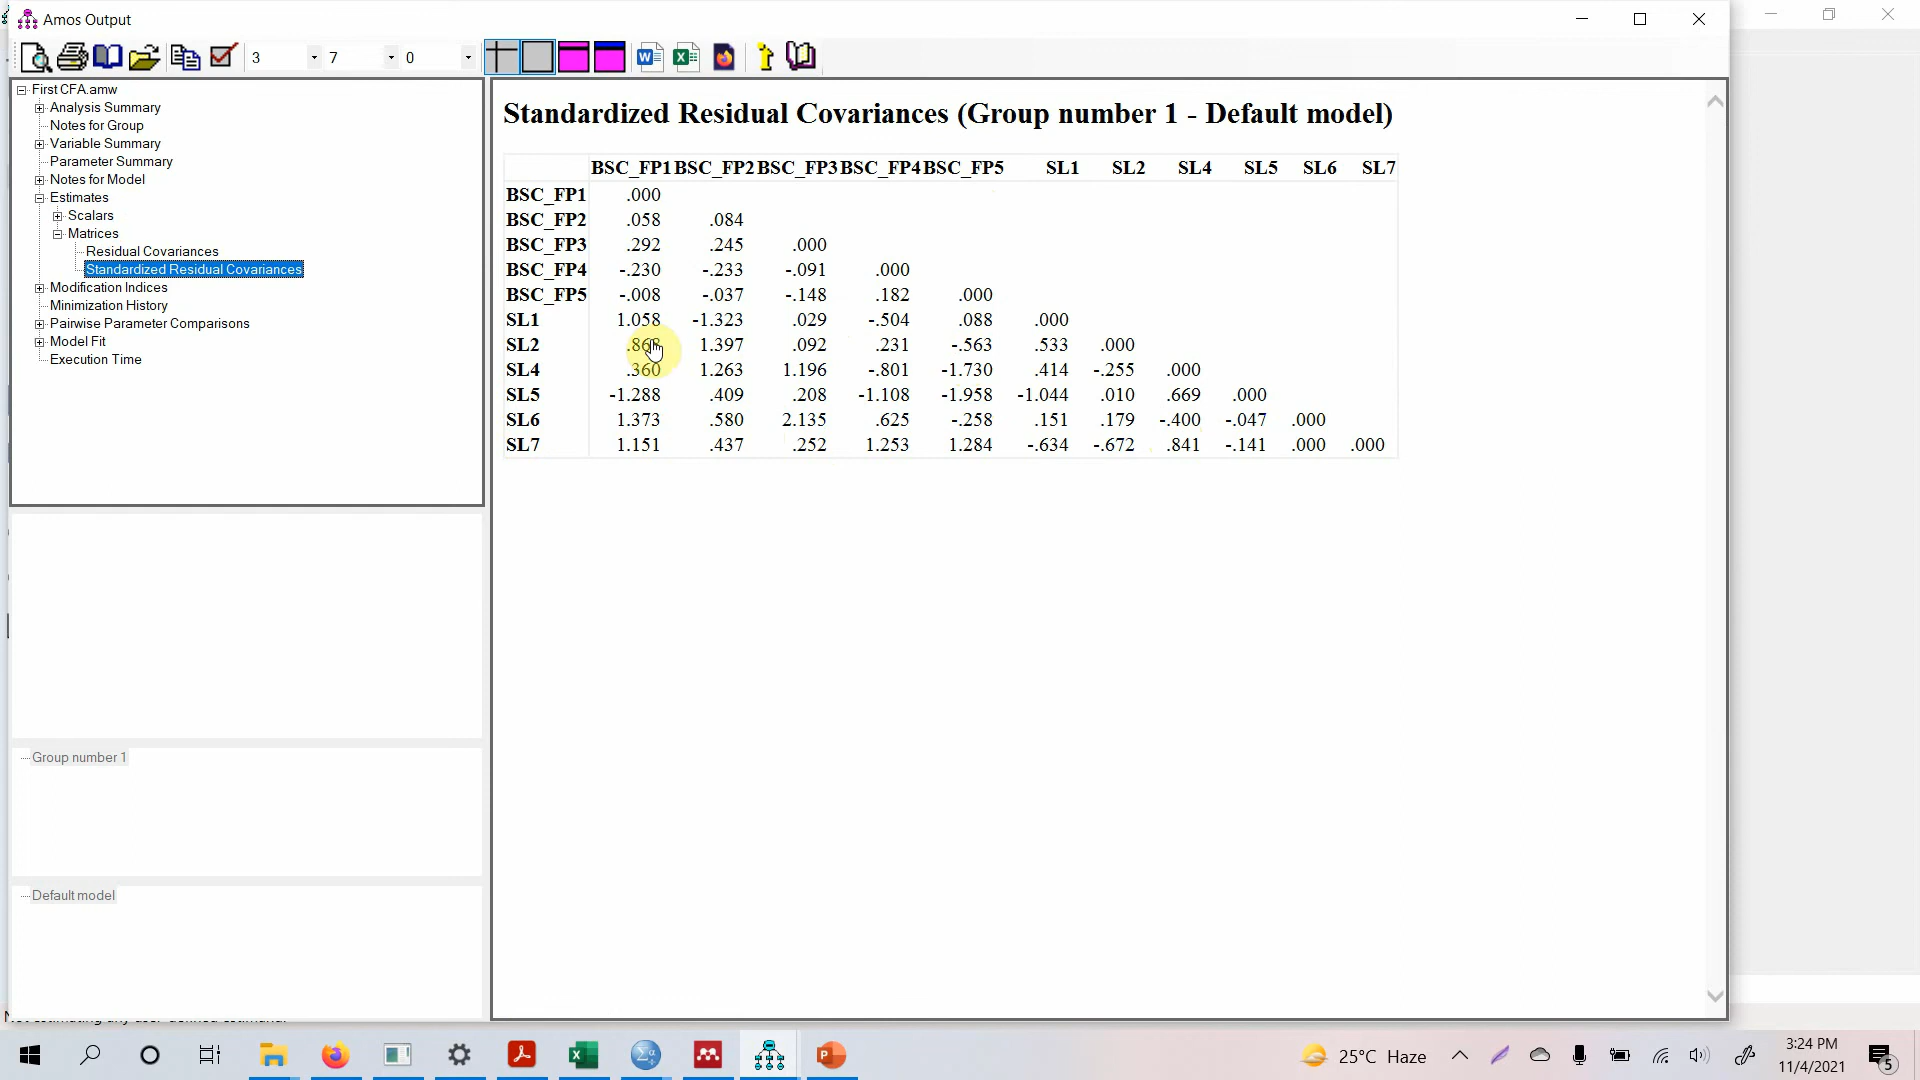 Amos Output
3 7 0
First CFA.amw
Analysis Summary
Notes for Group
Variable Summary
Parameter Summary
Notes for Model
Estimates
Scalars
Matrices
Residual Covariances
Standardized Residual Covariances
Modification Indices
Minimization History
Pairwise Parameter Comparisons
Model Fit
Execution Time
Group number 1
Default model
Standardized Residual Covariances (Group number 1 - Default model)
BSC_FP1 BSC_FP2 BSC_FP3 BSC_FP4 BSC_FP5 SL1 SL2 SL4 SL5 SL6 SL7
BSC_FP1 .000
BSC_FP2 .058 .084
BSC_FP3 .292 .245 .000
BSC_FP4 -.230 -.233 -.091 .000
BSC_FP5 -.008 -.037 -.148 .182 .000
SL1 1.058 -1.323 .029 -.504 .088 .000
SL2 1.397 .092 .231 -.563 .533 .000
SL4 .360 1.263 1.196 -.801 -1.730 .414 -.255 .000
SL5 -1.288 .409 .208 -1.108 -1.958 -1.044 .010 .669 .000
SL6 1.373 .580 2.135 .625 -.258 .151 .179 -.400 -.047 .000
SL7 1.151 .437 .252 1.253 1.284 -.634 -.672 .841 -.141 .000 .000
25°C Haze
3:24 PM
11/4/2021
5